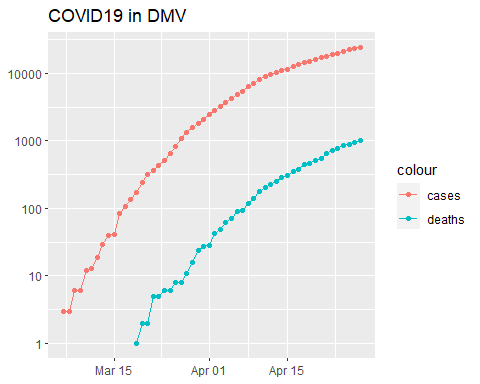 COVID19 in DMV
10000
1000
100
10
1
Mar 15
Apr 01
Apr 15
colour
cases
deaths